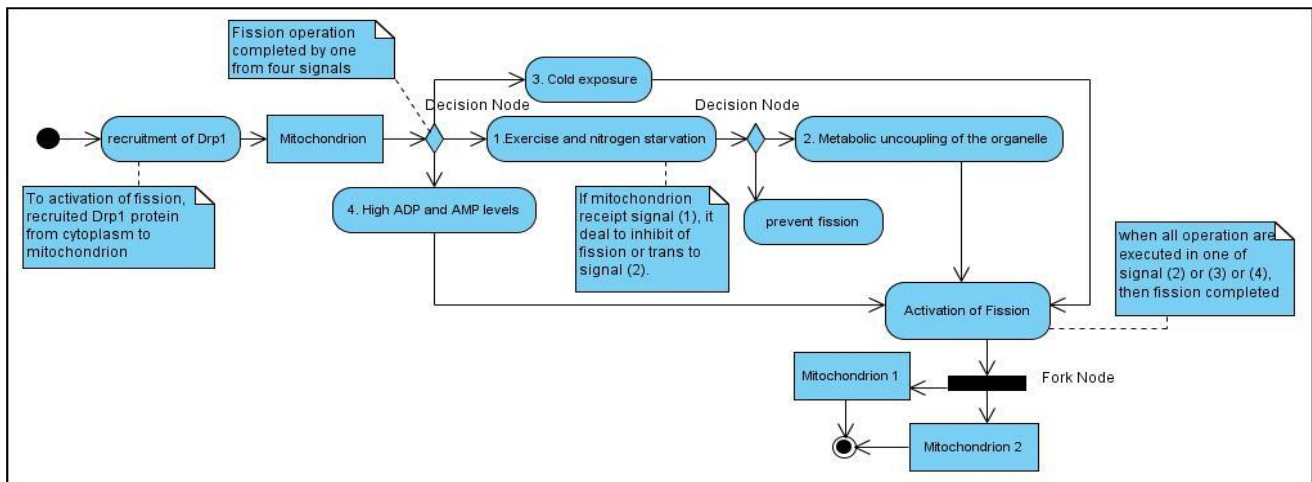 Fission operation
completed by one
from four signals
3. Cold exposure
Decision Node
Decision Node
recruitment of Drp1
Mitochondrion
1.Exercise and nitrogen starvation
2. Metabolic uncoupling of the organelle
To activation of fission,
recruited Drp1 protein
from cytoplasm to
mitochondrion
4. High ADP and AMP levels
If mitochondrion
receipt signal (1), it
deal to inhibit of
fission or trans to
signal (2).
prevent fission
when all operation are
executed in one of
signal (2) or (3) or (4),
then fission completed
Activation of Fission
Mitochondrion 1
Fork Node
Mitochondrion 2